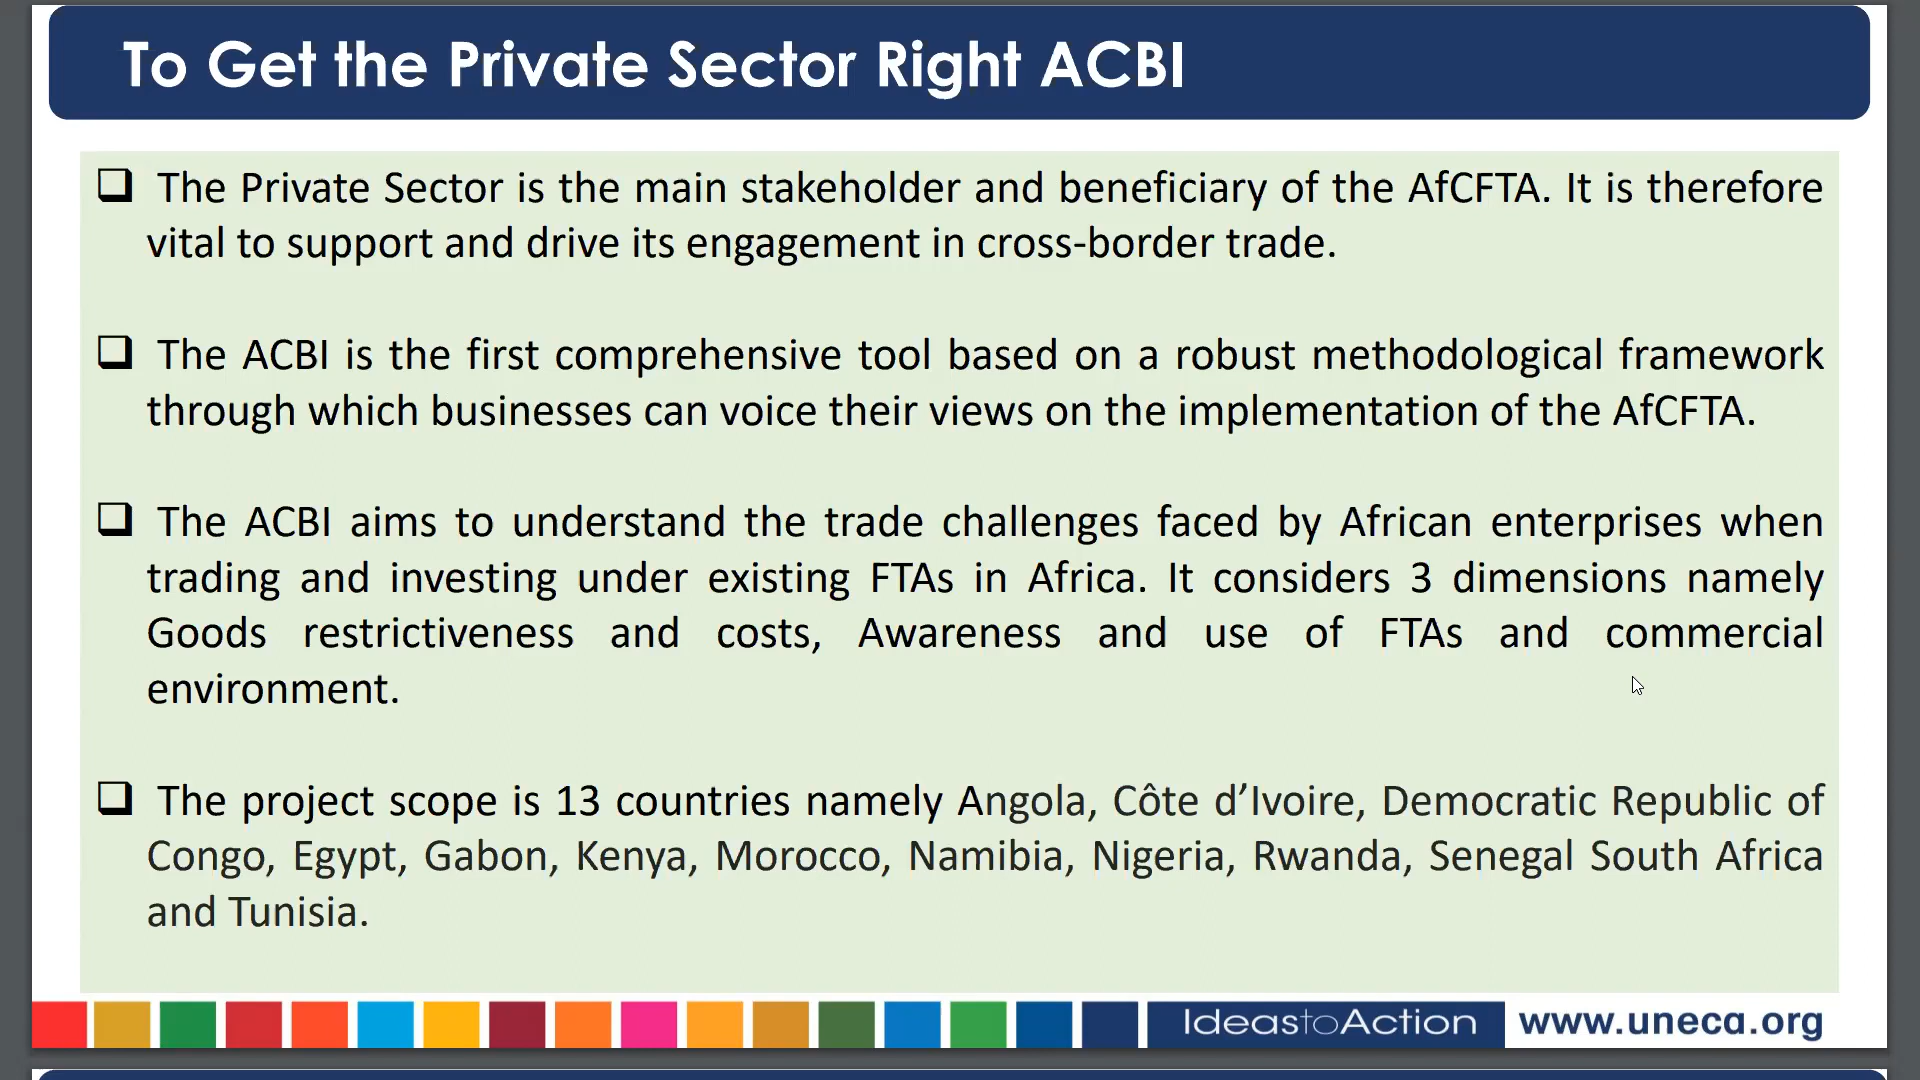 To Get the Private Sector Right ACBI
The Private Sector is the main stakeholder and beneficiary of the AfCFTA. It is therefore
vital to support and drive its engagement in cross-border trade.
The ACBI is the first comprehensive tool based on a robust methodological framework
through which businesses can voice their views on the implementation of the AfCFTA.
The ACBI aims to understand the trade challenges faced by African enterprises when
trading and investing under existing FTAs in Africa. It considers 3 dimensions namely
Goods restrictiveness and costs, Awareness and use of FTAs and commercial
environment.
The project scope is 13 countries namely Angola, Côte d’Ivoire, Democratic Republic of
Congo, Egypt, Gabon, Kenya, Morocco, Namibia, Nigeria, Rwanda, Senegal South Africa
and Tunisia.
IdeastoAction
www.uneca.org